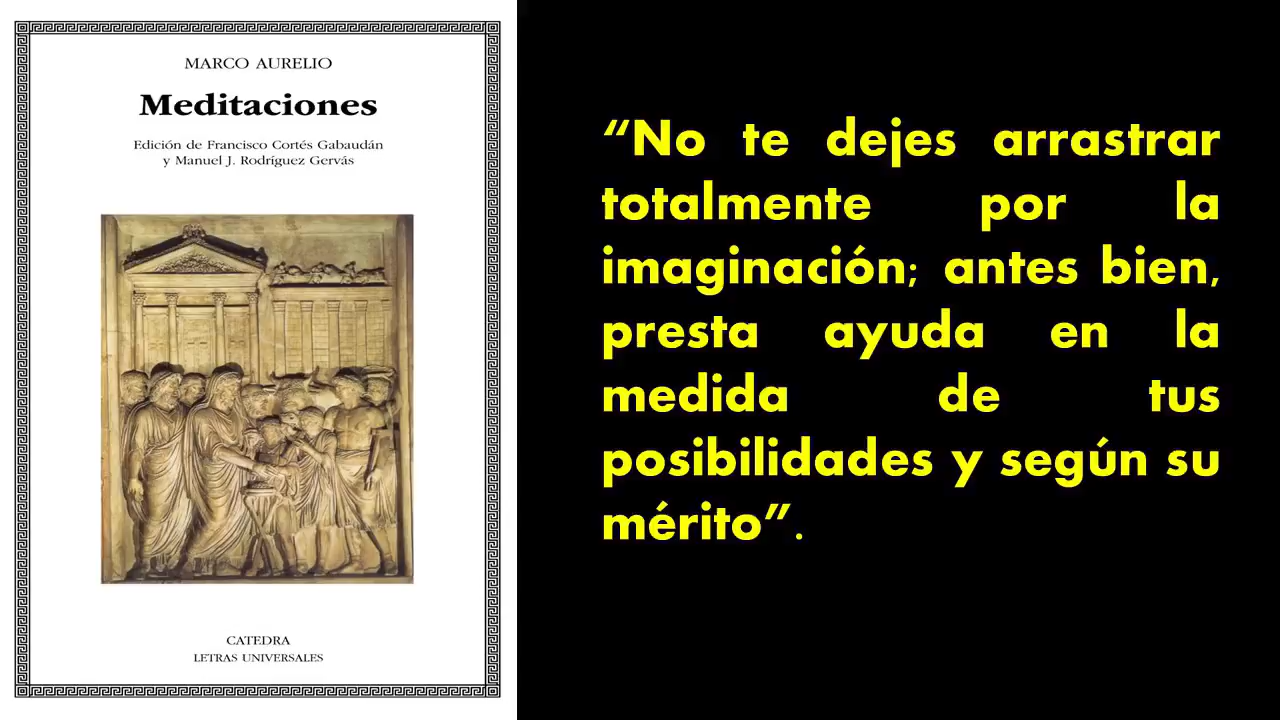 MARCO AURELIO
Meditaciones
Edición de Francisco Cortés Gabaudán
y Manuel J. Rodríguez Gervás
CATEDRA
LETRAS UNIVERSALES
“No te dejes arrastrar
totalmente por la
imaginación; antes bien,
presta ayuda en la
medida de tus
posibilidades y según su
mérito”.